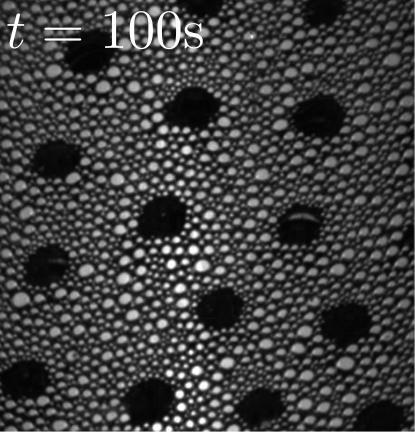 t = 100s